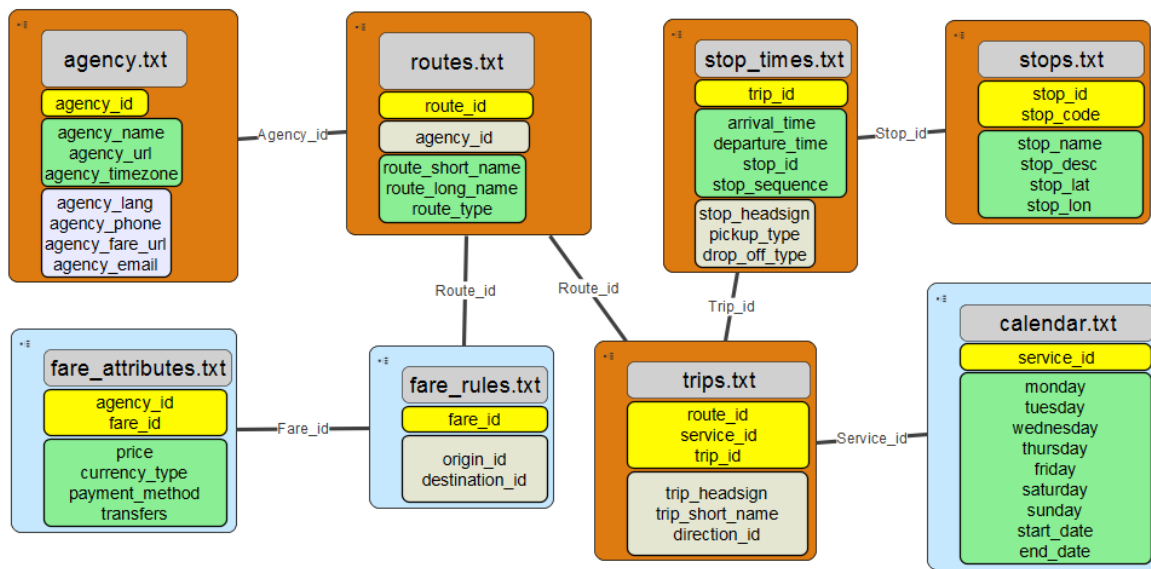 agency.txt
agency_id
agency_name
agency_url
agency_timezone
agency_lang
agency_phone
agency_fare_url
agency_email
Agency_id
routes.txt
route_id
agency_id
route_short_name
route_long_name
route_type
stop_times.txt
trip_id
arrival_time
departure_time
stop_id
stop_sequence
stop_headsign
pickup_type
drop_off_type
Stop_id
stops.txt
stop_id
stop_code
stop_name
stop_desc
stop_lat
stop_lon
Route_id
Route_id
Trip_id
fare_attributes.txt
agency_id
fare_id
price
currency_type
payment_method
transfers
Fare_id
fare_rules.txt
fare_id
origin_id
destination_id
trips.txt
route_id
service_id
trip_id
trip_headsign
trip_short_name
direction_id
Service_id
calendar.txt
service_id
monday
tuesday
wednesday
thursday
friday
saturday
sunday
start_date
end_date